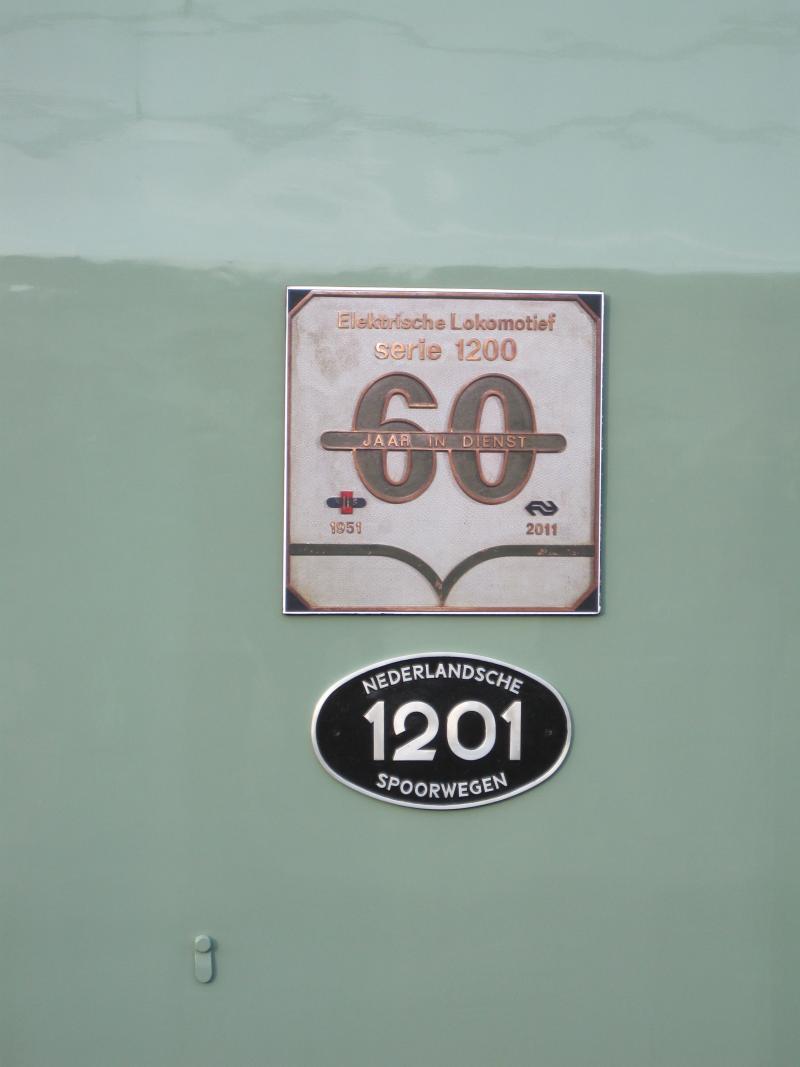 Elektrische Lokomotief
serie 1200
60
JAAR IN DIENST
1951
2011
NEDERLANDSCHE
1201
SPOORWEGEN